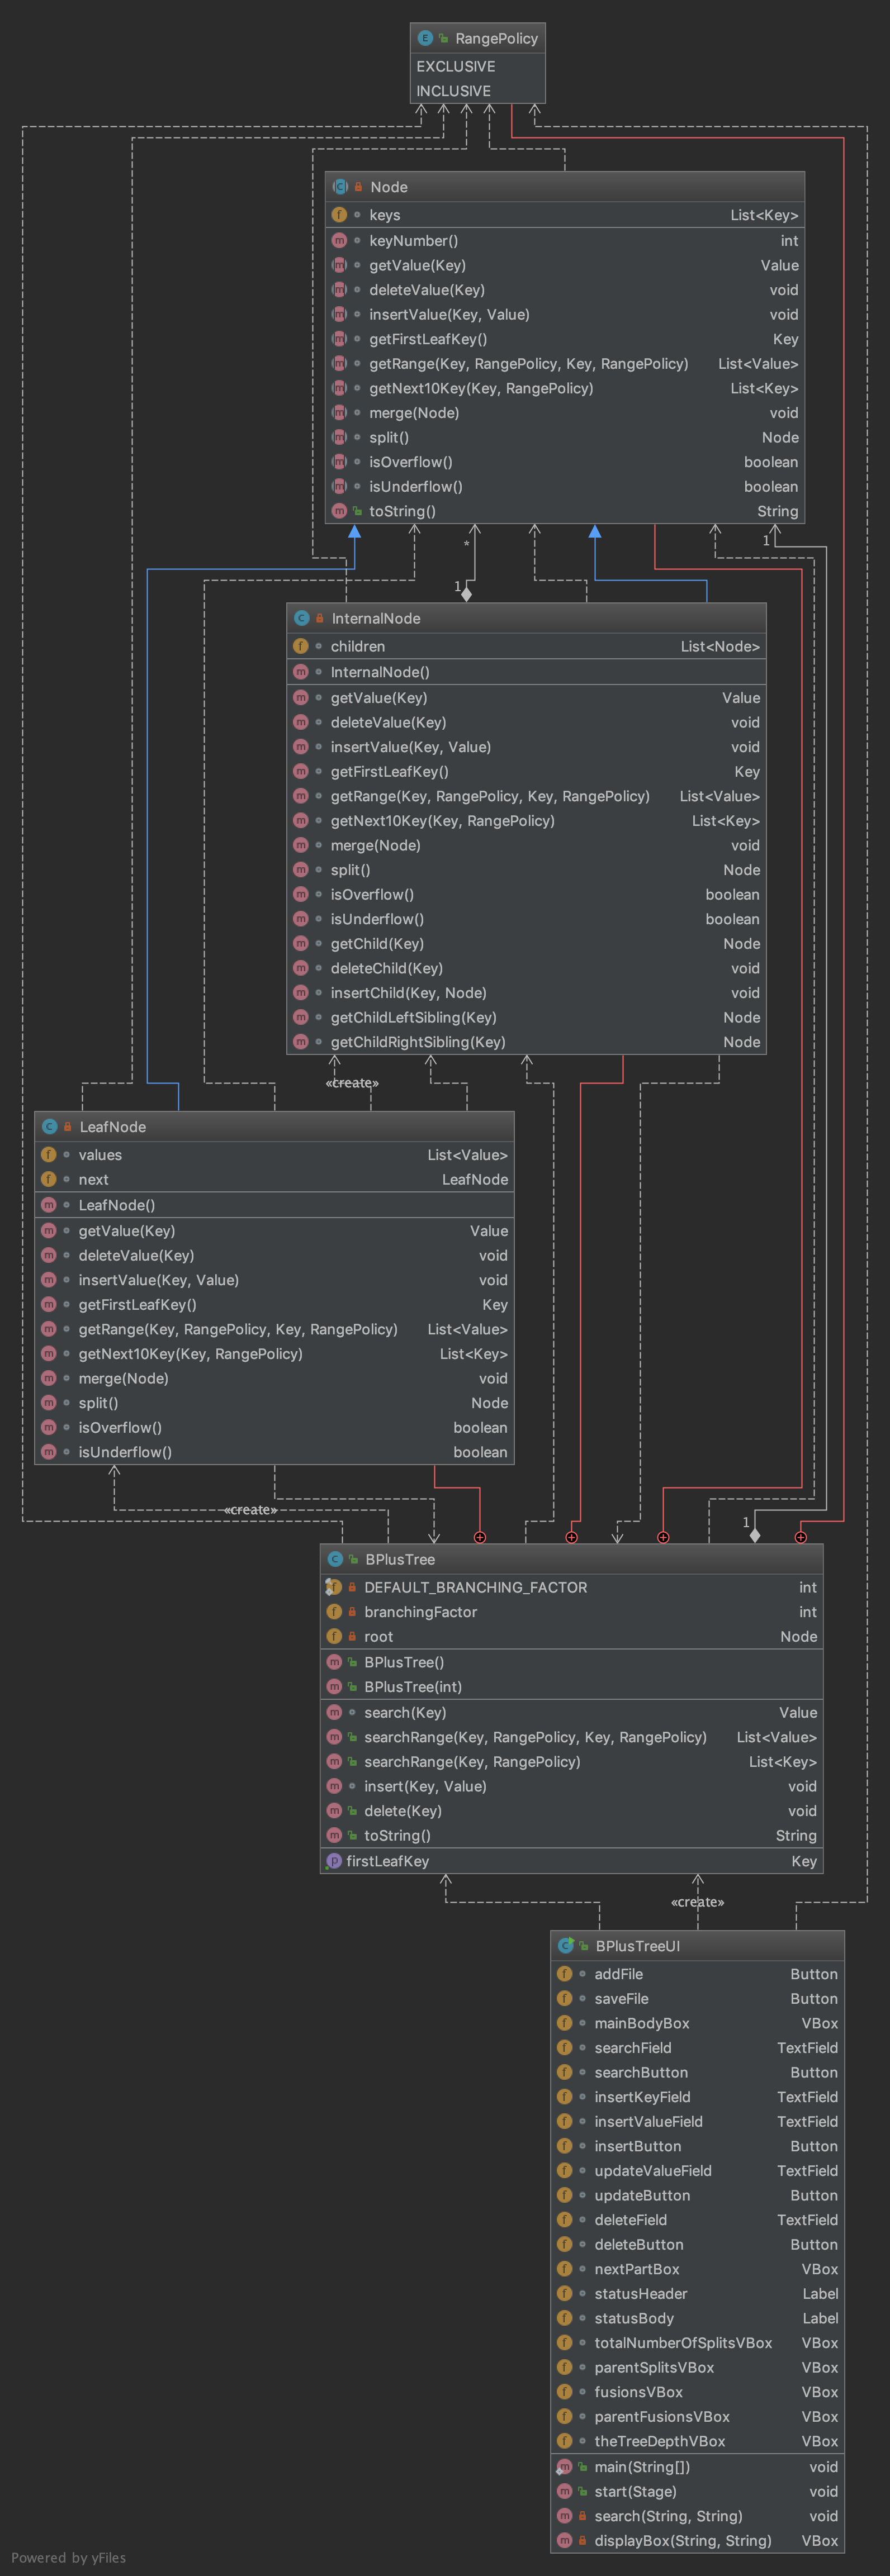 RangePolicy
EXCLUSIVE
INCLUSIVE
Node
keys List<Key>
keyNumber() int
getValue(Key) Value
deleteValue(Key) void
insertValue(Key, Value) void
getFirstLeafKey() Key
getRange(Key, RangePolicy, Key, RangePolicy) List<Value>
getNext10Key(Key, RangePolicy) List<Key>
merge(Node) void
split() Node
isOverflow() boolean
isUnderflow() boolean
toString() String
* 1
1
InternalNode
children List<Node>
InternalNode()
getValue(Key) Value
deleteValue(Key) void
insertValue(Key, Value) void
getFirstLeafKey() Key
getRange(Key, RangePolicy, Key, RangePolicy) List<Value>
getNext10Key(Key, RangePolicy) List<Key>
merge(Node) void
split() Node
isOverflow() boolean
isUnderflow() boolean
getChild(Key) Node
deleteChild(Key) void
insertChild(Key, Node) void
getChildLeftSibling(Key) Node
getChildRightSibling(Key) Node
«create»
LeafNode
values List<Value>
next LeafNode
LeafNode()
getValue(Key) Value
deleteValue(Key) void
insertValue(Key, Value) void
getFirstLeafKey() Key
getRange(Key, RangePolicy, Key, RangePolicy) List<Value>
getNext10Key(Key, RangePolicy) List<Key>
merge(Node) void
split() Node
isOverflow() boolean
isUnderflow() boolean
«create»
1
BPlusTree
DEFAULT_BRANCHING_FACTOR int
branchingFactor int
root Node
BPlusTree()
BPlusTree(int)
search(Key) Value
searchRange(Key, RangePolicy, Key, RangePolicy) List<Value>
searchRange(Key, RangePolicy) List<Key>
insert(Key, Value) void
delete(Key) void
toString() String
firstLeafKey Key
«create»
BPlusTreeUI
addFile Button
saveFile Button
mainBodyBox VBox
searchField TextField
searchButton Button
insertKeyField TextField
insertValueField TextField
insertButton Button
updateValueField TextField
updateButton Button
deleteField TextField
deleteButton Button
nextPartBox VBox
statusHeader Label
statusBody Label
totalNumberOfSplitsVBox VBox
parentSplitsVBox VBox
fusionsVBox VBox
parentFusionsVBox VBox
theTreeDepthVBox VBox
main(String[]) void
start(Stage) void
search(String, String) void
displayBox(String, String) VBox
Powered by yFiles